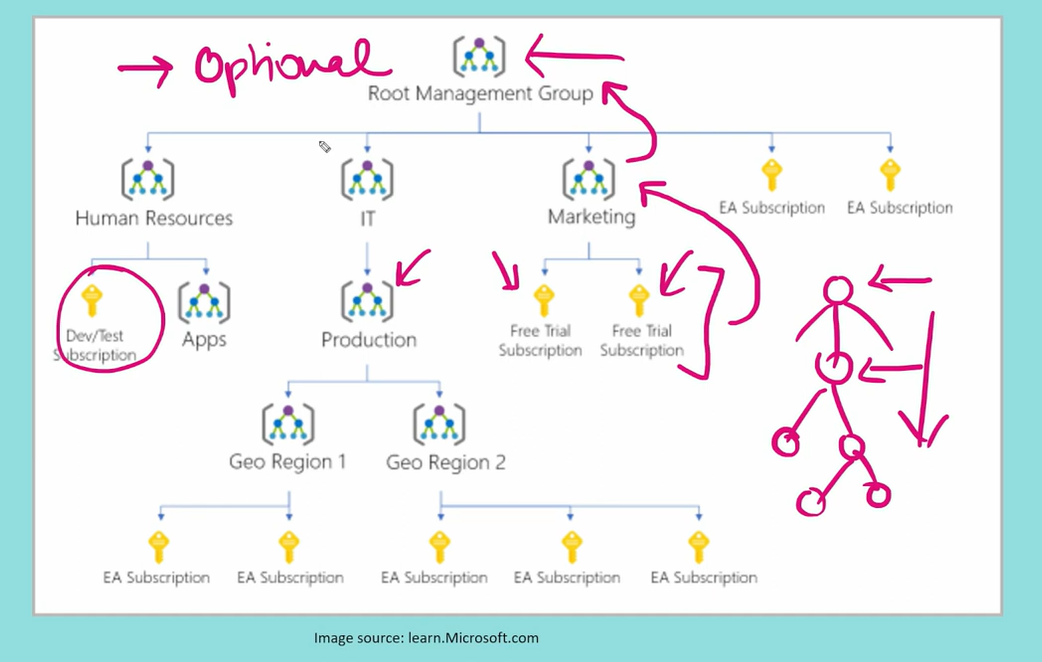 → Optional
Root Management Group
EA Subscription
EA Subscription
Human Resources
IT
Marketing
Dev/Test
Subscription
Apps
Production
Free Trial
Subscription
Free Trial
Subscription
Geo Region 1
Geo Region 2
EA Subscription
EA Subscription
EA Subscription
EA Subscription
EA Subscription
Image source: learn.Microsoft.com